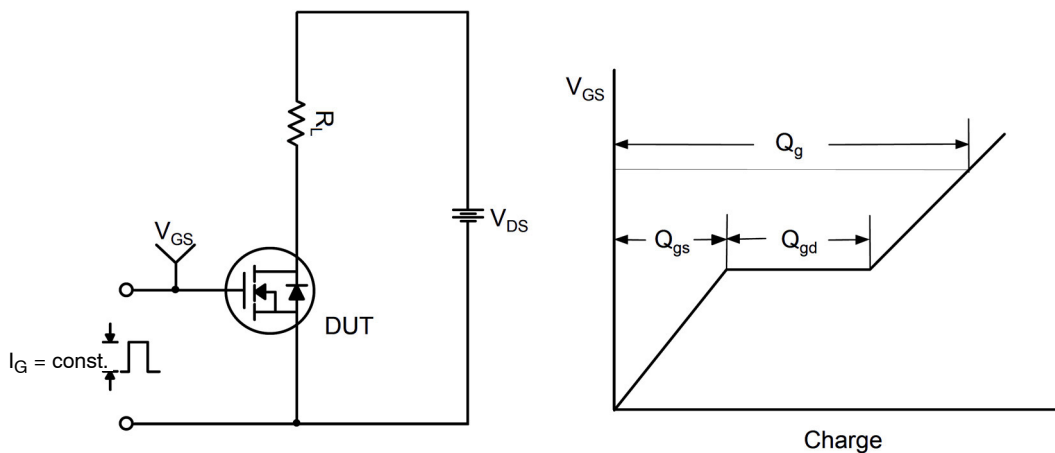 R_L
V_GS
V_DS
DUT
I_G = const.
V_GS
Q_g
Q_gs
Q_gd
Charge